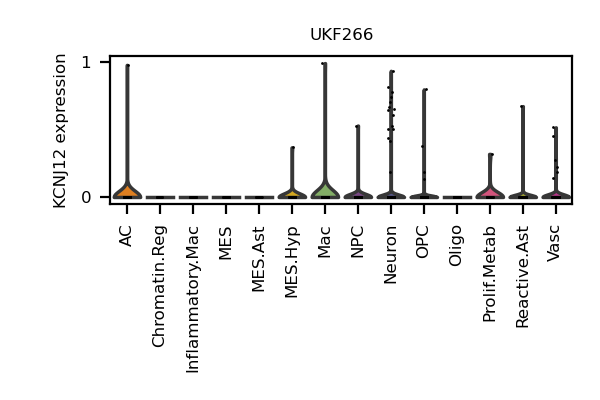 UKF266
KCNJ12 expression
1
0
AC
Chromatin.Reg
Inflammatory.Mac
MES
MES.Ast
MES.Hyp
Mac
NPC
Neuron
OPC
Oligo
Prolif.Metab
Reactive.Ast
Vasc